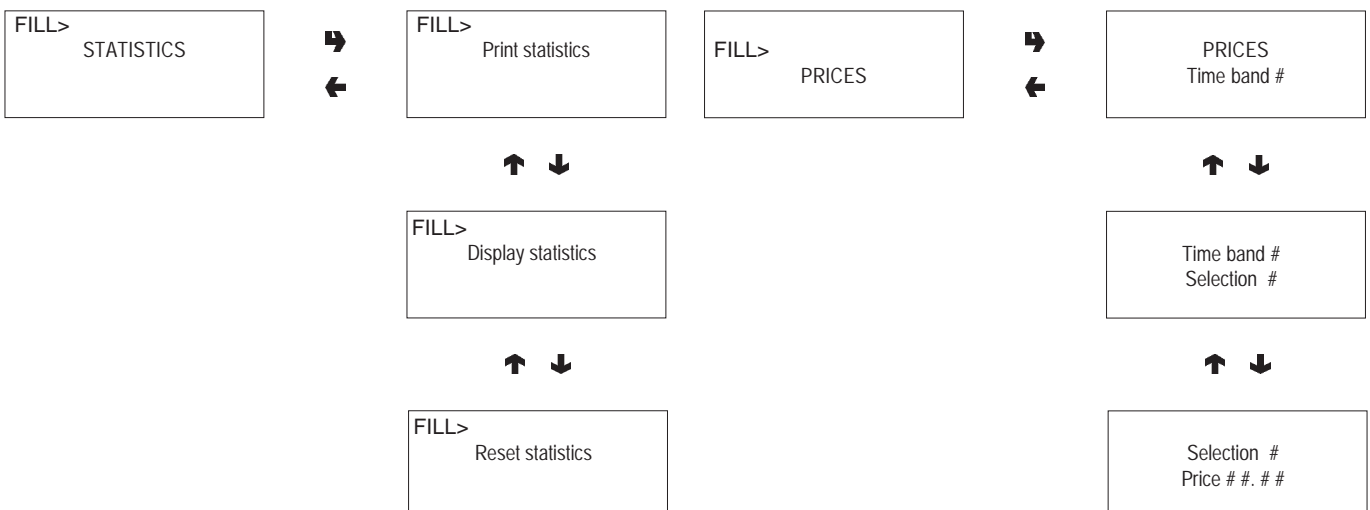 FILL>
STATISTICS
FILL>
Print statistics
FILL>
Display statistics
FILL>
Reset statistics
FILL>
PRICES
PRICES
Time band #
Time band #
Selection #
Selection #
Price # #. # #